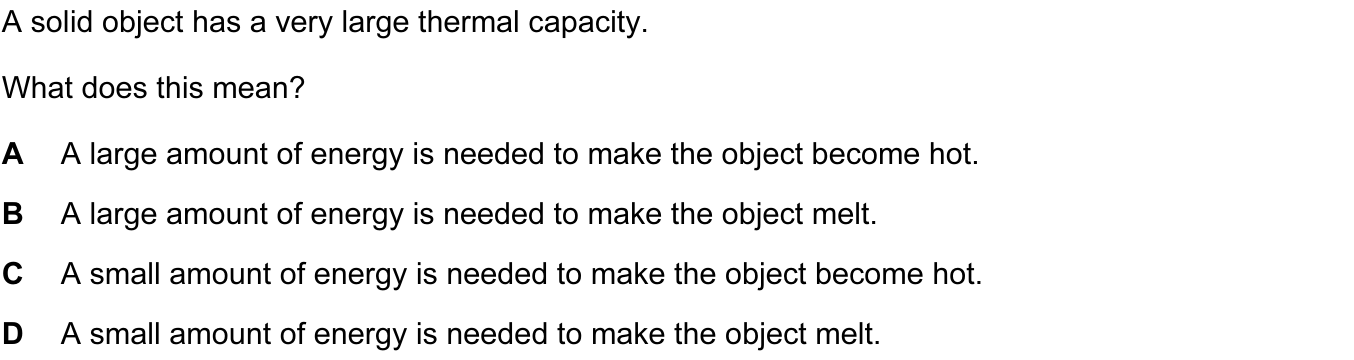 A solid object has a very large thermal capacity.
What does this mean?
A A large amount of energy is needed to make the object become hot.
B A large amount of energy is needed to make the object melt.
C A small amount of energy is needed to make the object become hot.
D A small amount of energy is needed to make the object melt.